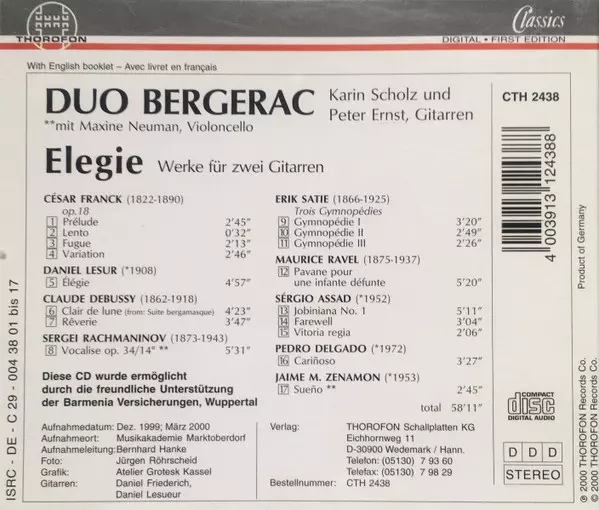 THOROFON
Classics
DIGITAL • FIRST EDITION
With English booklet – Avec livret en français
DUO BERGERAC
Karin Scholz und
Peter Ernst, Gitarren
**mit Maxine Neuman, Violoncello
Elegie Werke für zwei Gitarren
CÉSAR FRANCK (1822-1890)
op.18
1 Prélude 2'45"
2 Lento 0'32"
3 Fugue 2'13"
4 Variation 2'46"
DANIEL LESUR (*1908)
5 Élégie 4'57"
CLAUDE DEBUSSY (1862-1918)
6 Clair de lune (from: Suite bergamasque) 4'23"
7 Rêverie 3'47"
SERGEI RACHMANINOV (1873-1943)
8 Vocalise op. 34/14" ** 5'31"
Diese CD wurde ermöglicht
durch die freundliche Unterstützung
der Barmenia Versicherungen, Wuppertal
ERIK SATIE (1866-1925)
Trois Gymnopédies
9 Gymnopédie I 3'20"
10 Gymnopédie II 2'49"
11 Gymnopédie III 2'26"
MAURICE RAVEL (1875-1937)
12 Pavane pour
une infante défunte 5'20"
SÉRGIO ASSAD (*1952)
13 Jobiniana No. 1 5'11"
14 Farewell 3'04"
15 Vitoria regia 2'06"
PEDRO DELGADO (*1972)
16 Cariñoso 3'27"
JAIME M. ZENAMON (*1953)
17 Sueño ** 2'45"
total 58'11"
Aufnahmedatum: Dez. 1999; März 2000
Aufnahmeort: Musikakademie Marktoberdorf
Aufnahmeleitung: Bernhard Hanke
Foto: Jürgen Röhrscheid
Grafik: Atelier Grotesk Kassel
Gitarren: Daniel Friederich,
Daniel Lesueur
Verlag: THOROFON Schallplatten KG
Eichhornweg 11
D-30900 Wedemark / Hann.
Telefon: (05130) 7 93 60
Telefax: (05130) 7 98 29
Bestellnummer: CTH 2438
CTH 2438
4 003913 124388
Product of Germany
COMPACT
disc
DIGITAL AUDIO
D D D
STEREO
℗ 2000 THOROFON Records Co.
© 2000 THOROFON Records Co.
ISRC - DE - C 29 - 004 38 01 bis 17